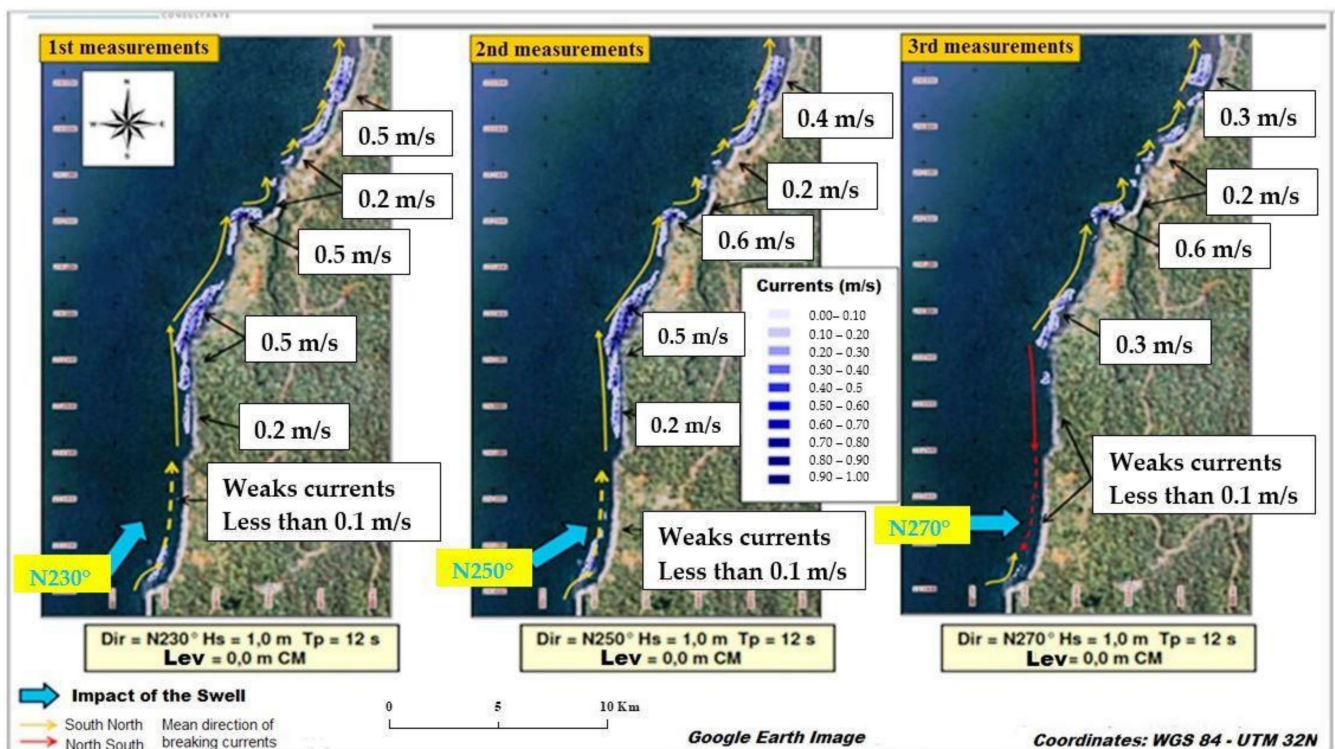 CONSULTANTS
1st measurements
N
W
E
S
0.5 m/s
0.2 m/s
0.5 m/s
0.5 m/s
0.2 m/s
Weaks currents
Less than 0.1 m/s
N230°
Dir = N230° Hs = 1,0 m Tp = 12 s
Lev = 0,0 m CM
2nd measurements
0.4 m/s
0.2 m/s
0.6 m/s
0.5 m/s
0.2 m/s
Weaks currents
Less than 0.1 m/s
N250°
Dir = N250° Hs = 1,0 m Tp = 12 s
Lev = 0,0 m CM
Currents (m/s)
0.00– 0.10
0.10 – 0.20
0.20 – 0.30
0.30 – 0.40
0.40 – 0.5
0.50 – 0.60
0.60 – 0.70
0.70 – 0.80
0.80 – 0.90
0.90 – 1.00
3rd measurements
0.3 m/s
0.2 m/s
0.6 m/s
0.3 m/s
Weaks currents
Less than 0.1 m/s
N270°
Dir = N270° Hs = 1,0 m Tp = 12 s
Lev= 0,0 m CM
Impact of the Swell
South North Mean direction of
North South breaking currents
0 5 10 Km
Google Earth Image
Coordinates: WGS 84 - UTM 32N